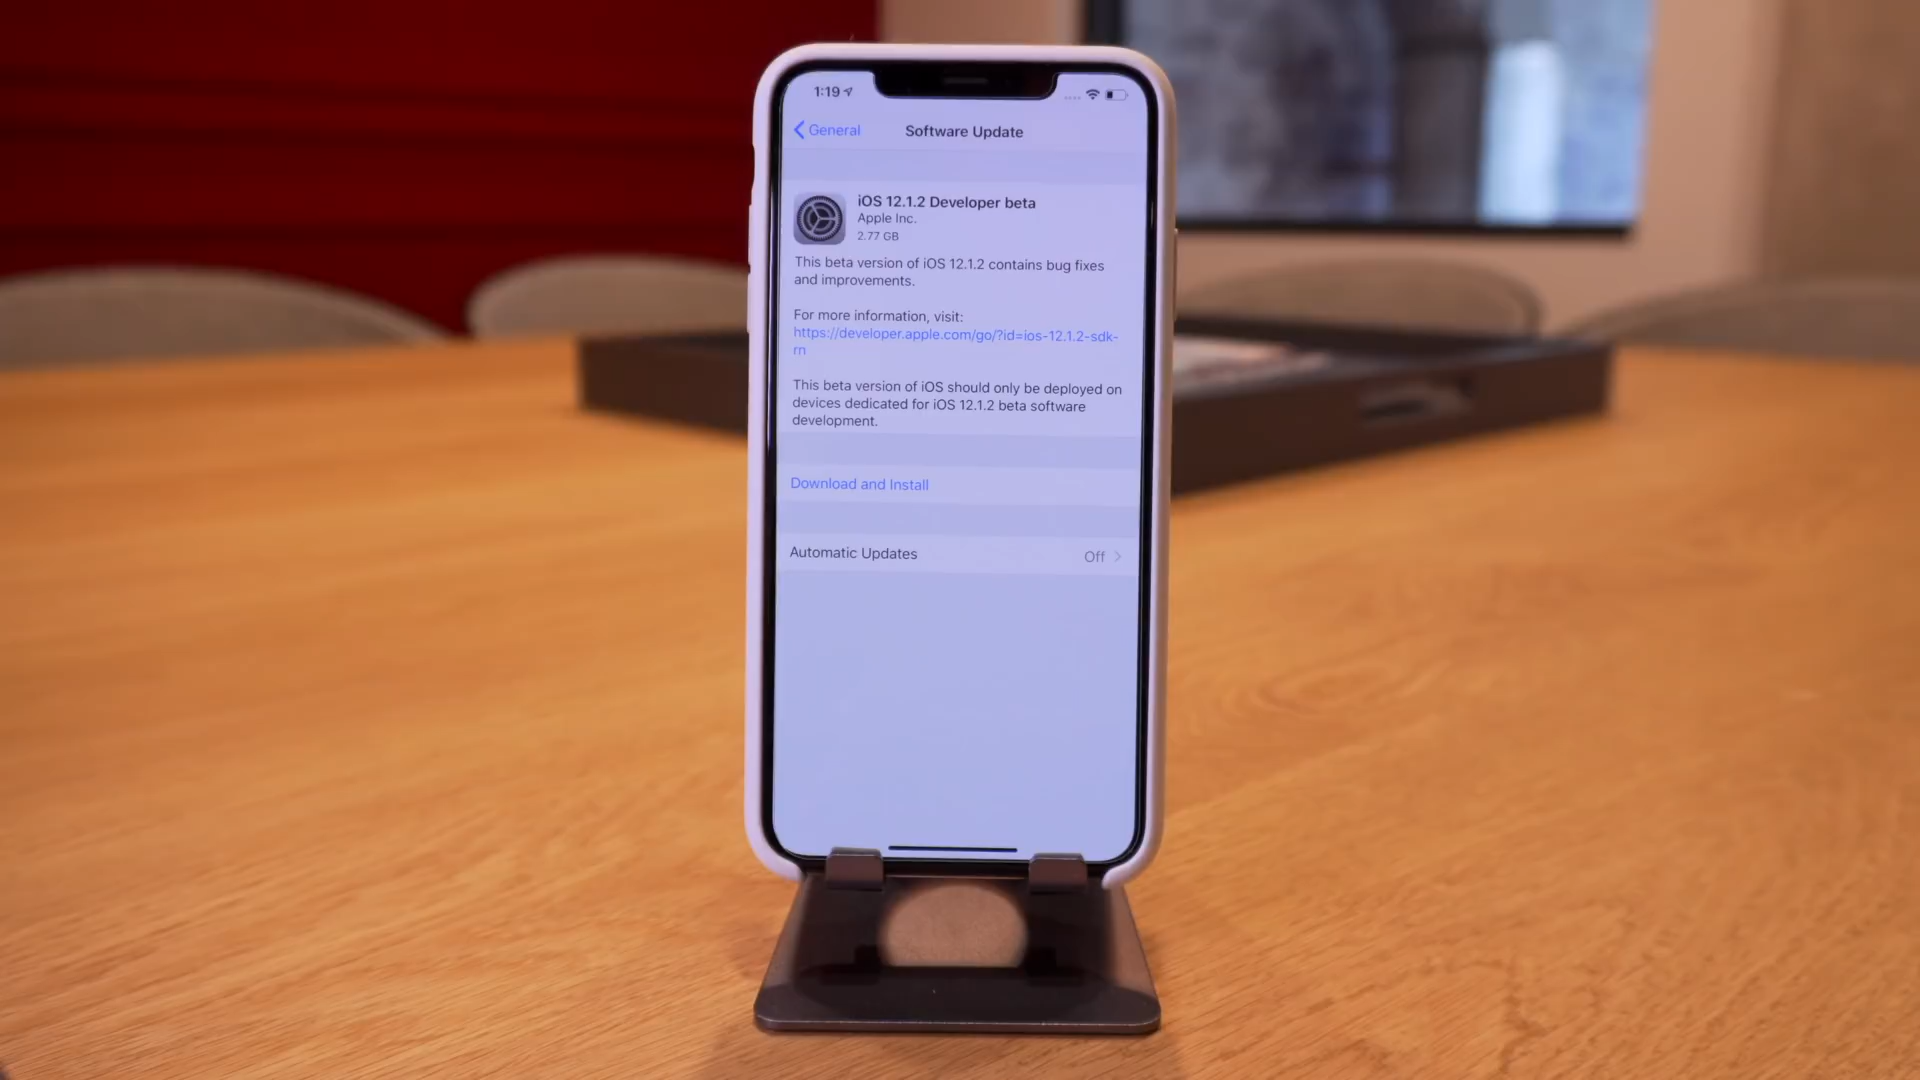 1:19
General
Software Update
iOS 12.1.2 Developer beta
Apple Inc.
2.77 GB
This beta version of iOS 12.1.2 contains bug fixes
and improvements.
For more information, visit:
https://developer.apple.com/go/?id=ios-12.1.2-sdk-
rn
This beta version of iOS should only be deployed on
devices dedicated for iOS 12.1.2 beta software
development.
Download and Install
Automatic Updates Off